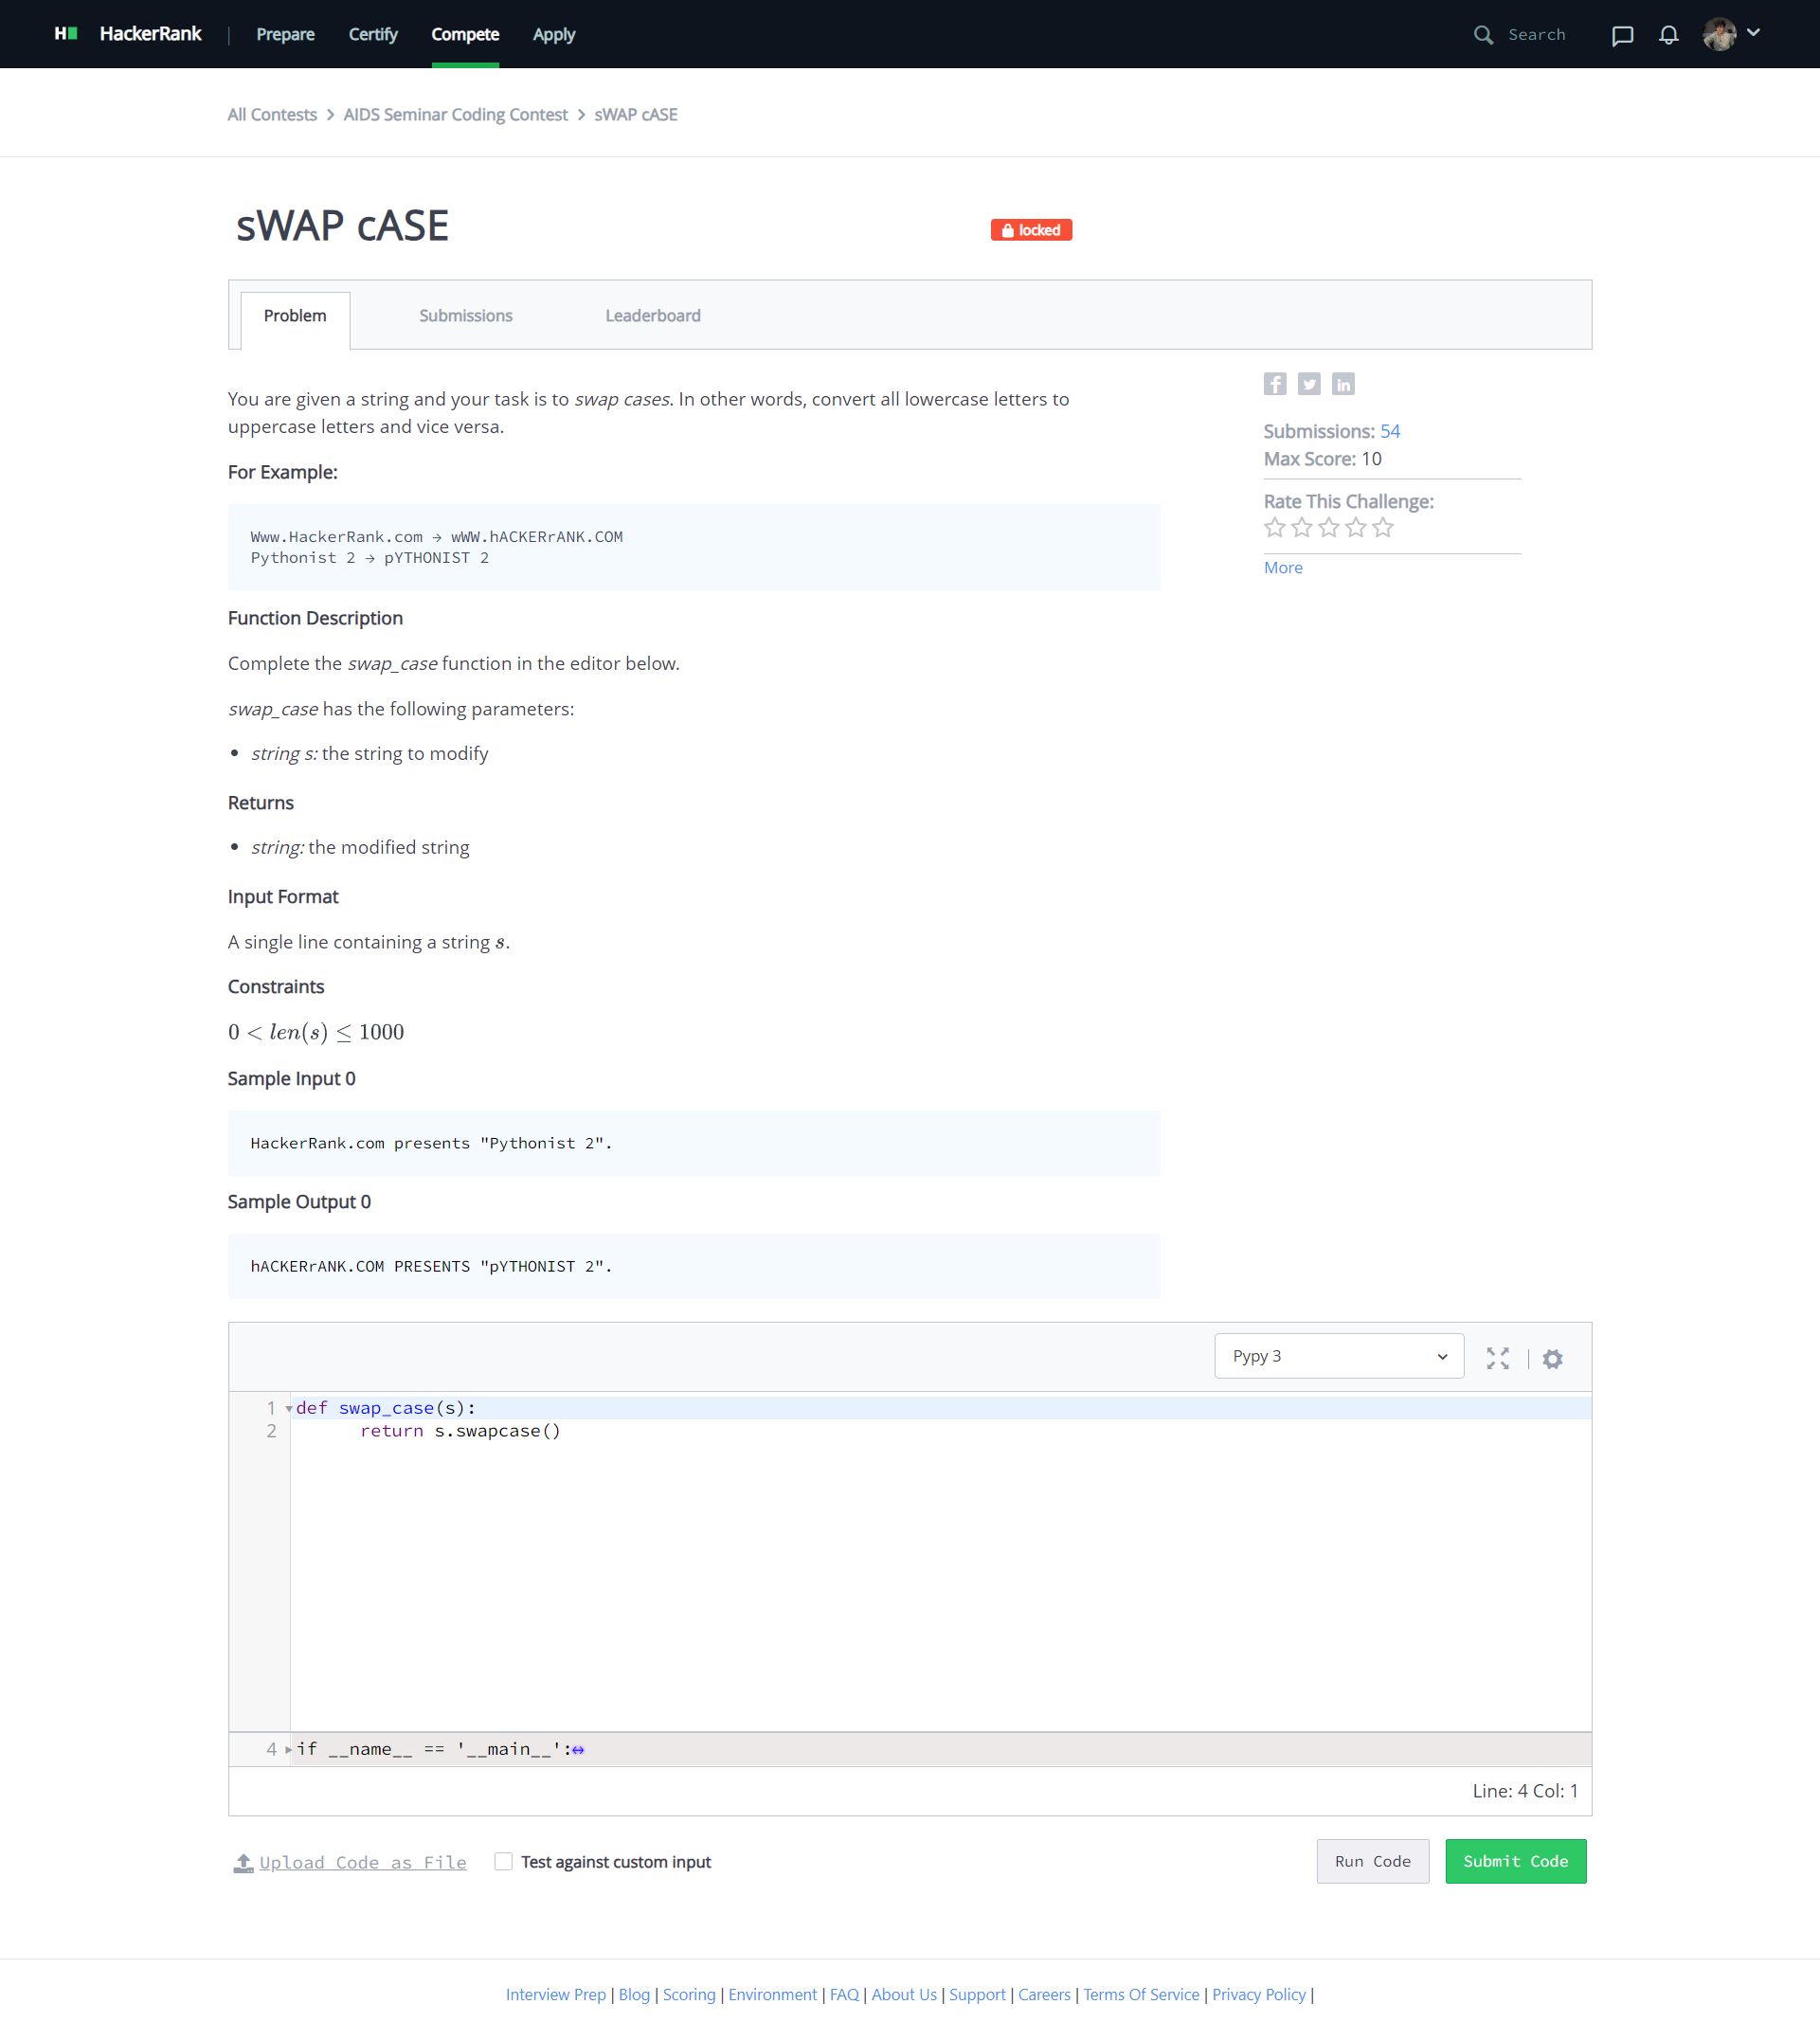 HackerRank | Prepare Certify Compete Apply Search
All Contests > AIDS Seminar Coding Contest > sWAP cASE
sWAP cASE
locked
Problem Submissions Leaderboard
You are given a string and your task is to swap cases. In other words, convert all lowercase letters to
uppercase letters and vice versa.
Submissions: 54
Max Score: 10
Rate This Challenge:
More
For Example:
Www.HackerRank.com → wWW.hACKERrANK.COM
Pythonist 2 → pYTHONIST 2
Function Description
Complete the swap_case function in the editor below.
swap_case has the following parameters:
• string s: the string to modify
Returns
• string: the modified string
Input Format
A single line containing a string s.
Constraints
0 < len(s) ≤ 1000
Sample Input 0
HackerRank.com presents "Pythonist 2".
Sample Output 0
hACKERrANK.COM PRESENTS "pYTHONIST 2".
Pypy 3
1 def swap_case(s):
2 return s.swapcase()
4 if __name__ == '__main__':
Line: 4 Col: 1
Upload Code as File Test against custom input Run Code Submit Code
Interview Prep | Blog | Scoring | Environment | FAQ | About Us | Support | Careers | Terms Of Service | Privacy Policy |